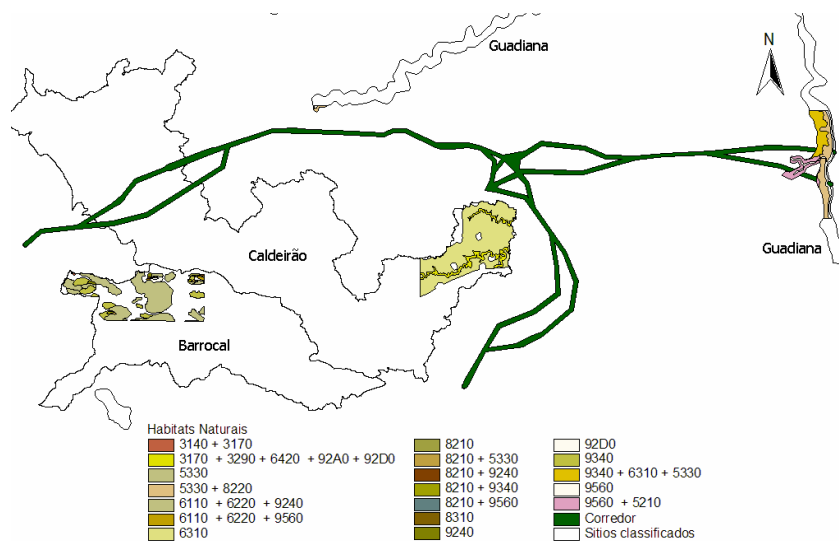 Guadiana
N
Caldeirão
Guadiana
Barrocal
Habitats Naturais
3140 + 3170
3170 + 3290 + 6420 + 92A0 + 92D0
5330
5330 + 8220
6110 + 6220 + 9240
6110 + 6220 + 9560
6310
8210
8210 + 5330
8210 + 9240
8210 + 9340
8210 + 9560
8310
9240
92D0
9340
9340 + 6310 + 5330
9560
9560 + 5210
Corredor
Sitios classificados